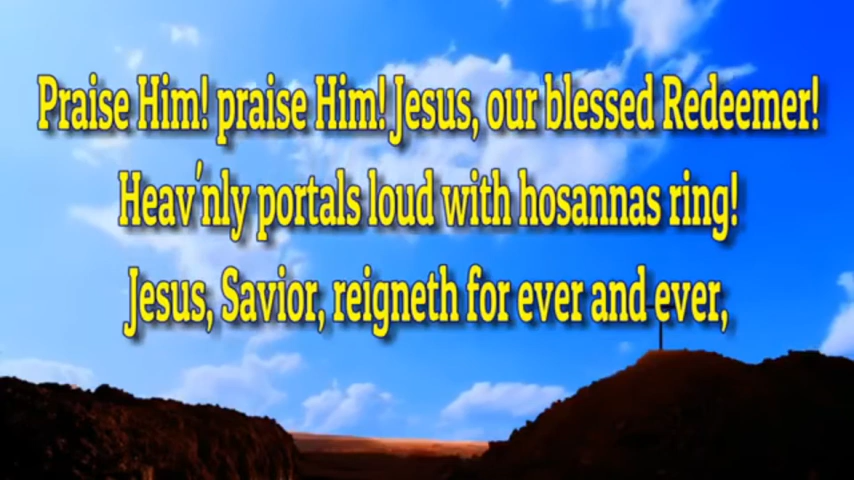 Praise Him! praise Him! Jesus, our blessed Redeemer!
Heav'nly portals loud with hosannas ring!
Jesus, Savior, reigneth for ever and ever,